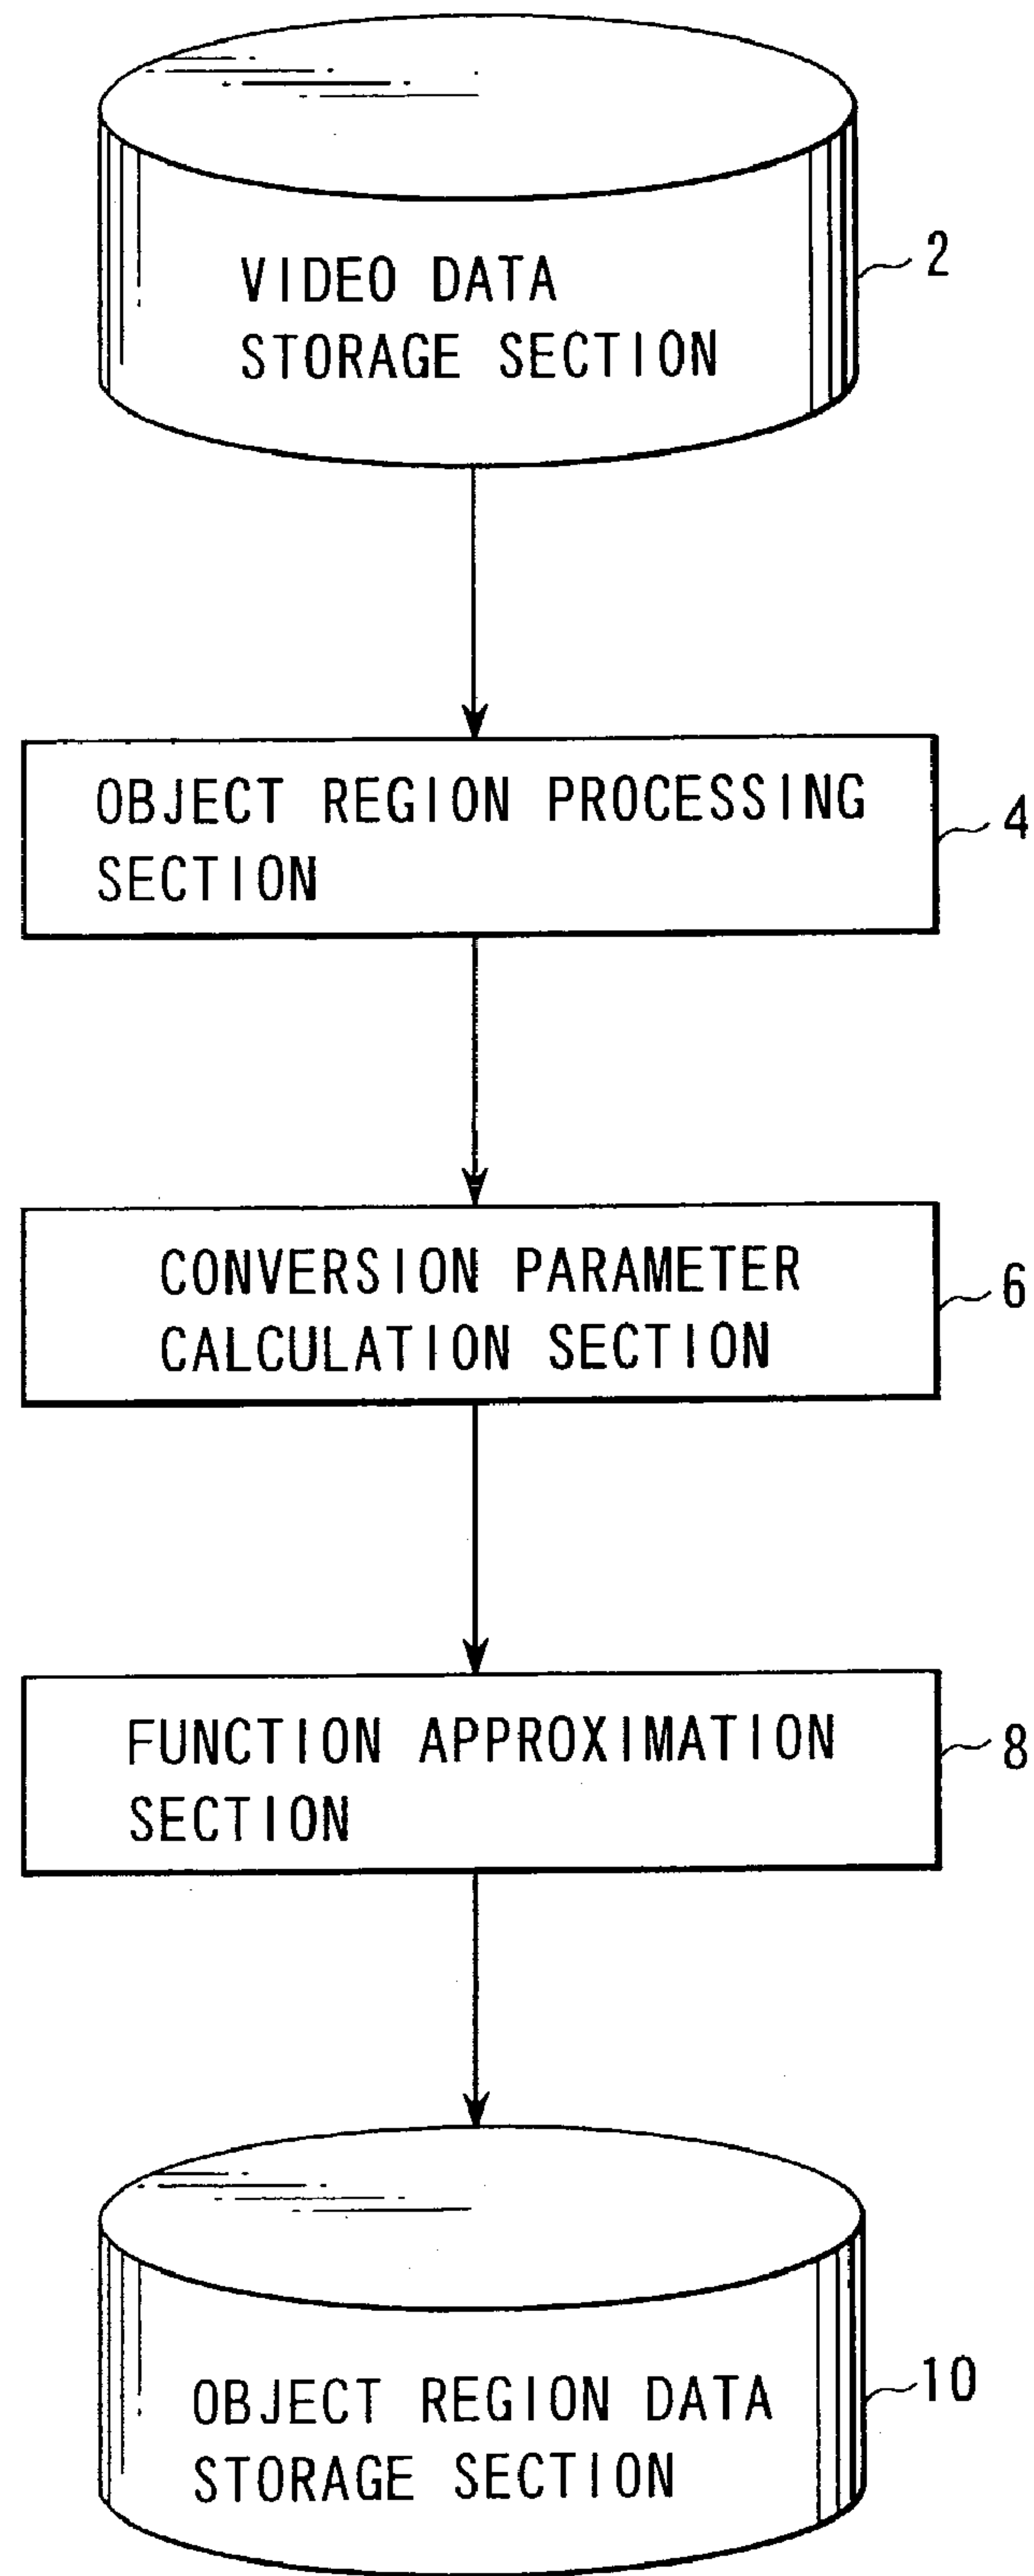 VIDEO DATA
STORAGE SECTION
2
OBJECT REGION PROCESSING
SECTION
4
CONVERSION PARAMETER
CALCULATION SECTION
6
FUNCTION APPROXIMATION
SECTION
8
OBJECT REGION DATA
STORAGE SECTION
10